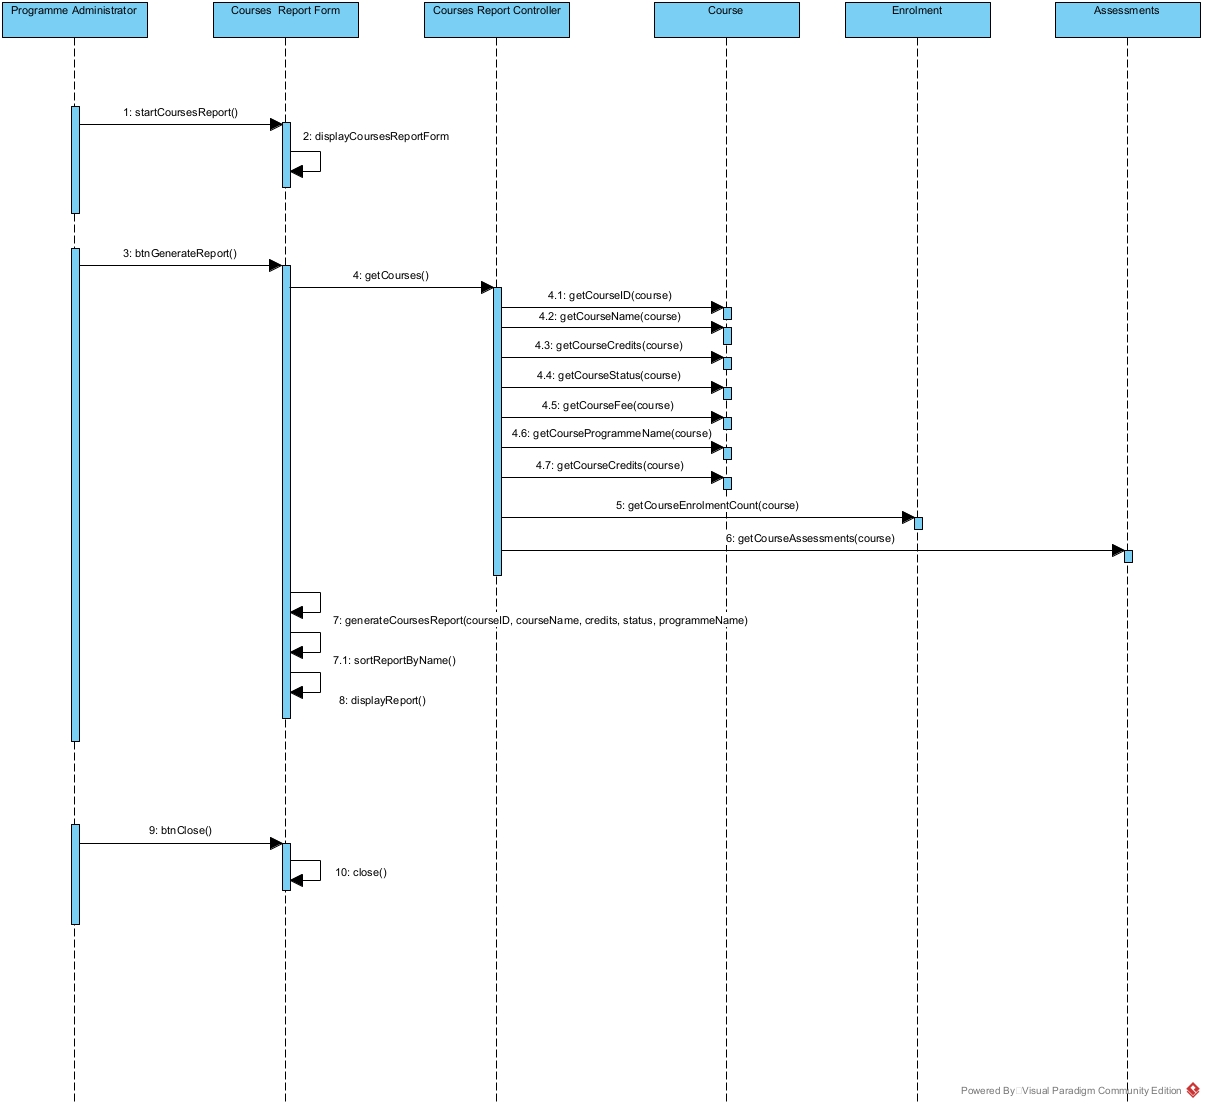 Programme Administrator
Courses Report Form
Courses Report Controller
Course
Enrolment
Assessments
1: startCoursesReport()
2: displayCoursesReportForm
3: btnGenerateReport()
4: getCourses()
4.1: getCourseID(course)
4.2: getCourseName(course)
4.3: getCourseCredits(course)
4.4: getCourseStatus(course)
4.5: getCourseFee(course)
4.6: getCourseProgrammeName(course)
4.7: getCourseCredits(course)
5: getCourseEnrolmentCount(course)
6: getCourseAssessments(course)
7: generateCoursesReport(courseID, courseName, credits, status, programmeName)
7.1: sortReportByName()
8: displayReport()
9: btnClose()
10: close()
Powered By Visual Paradigm Community Edition